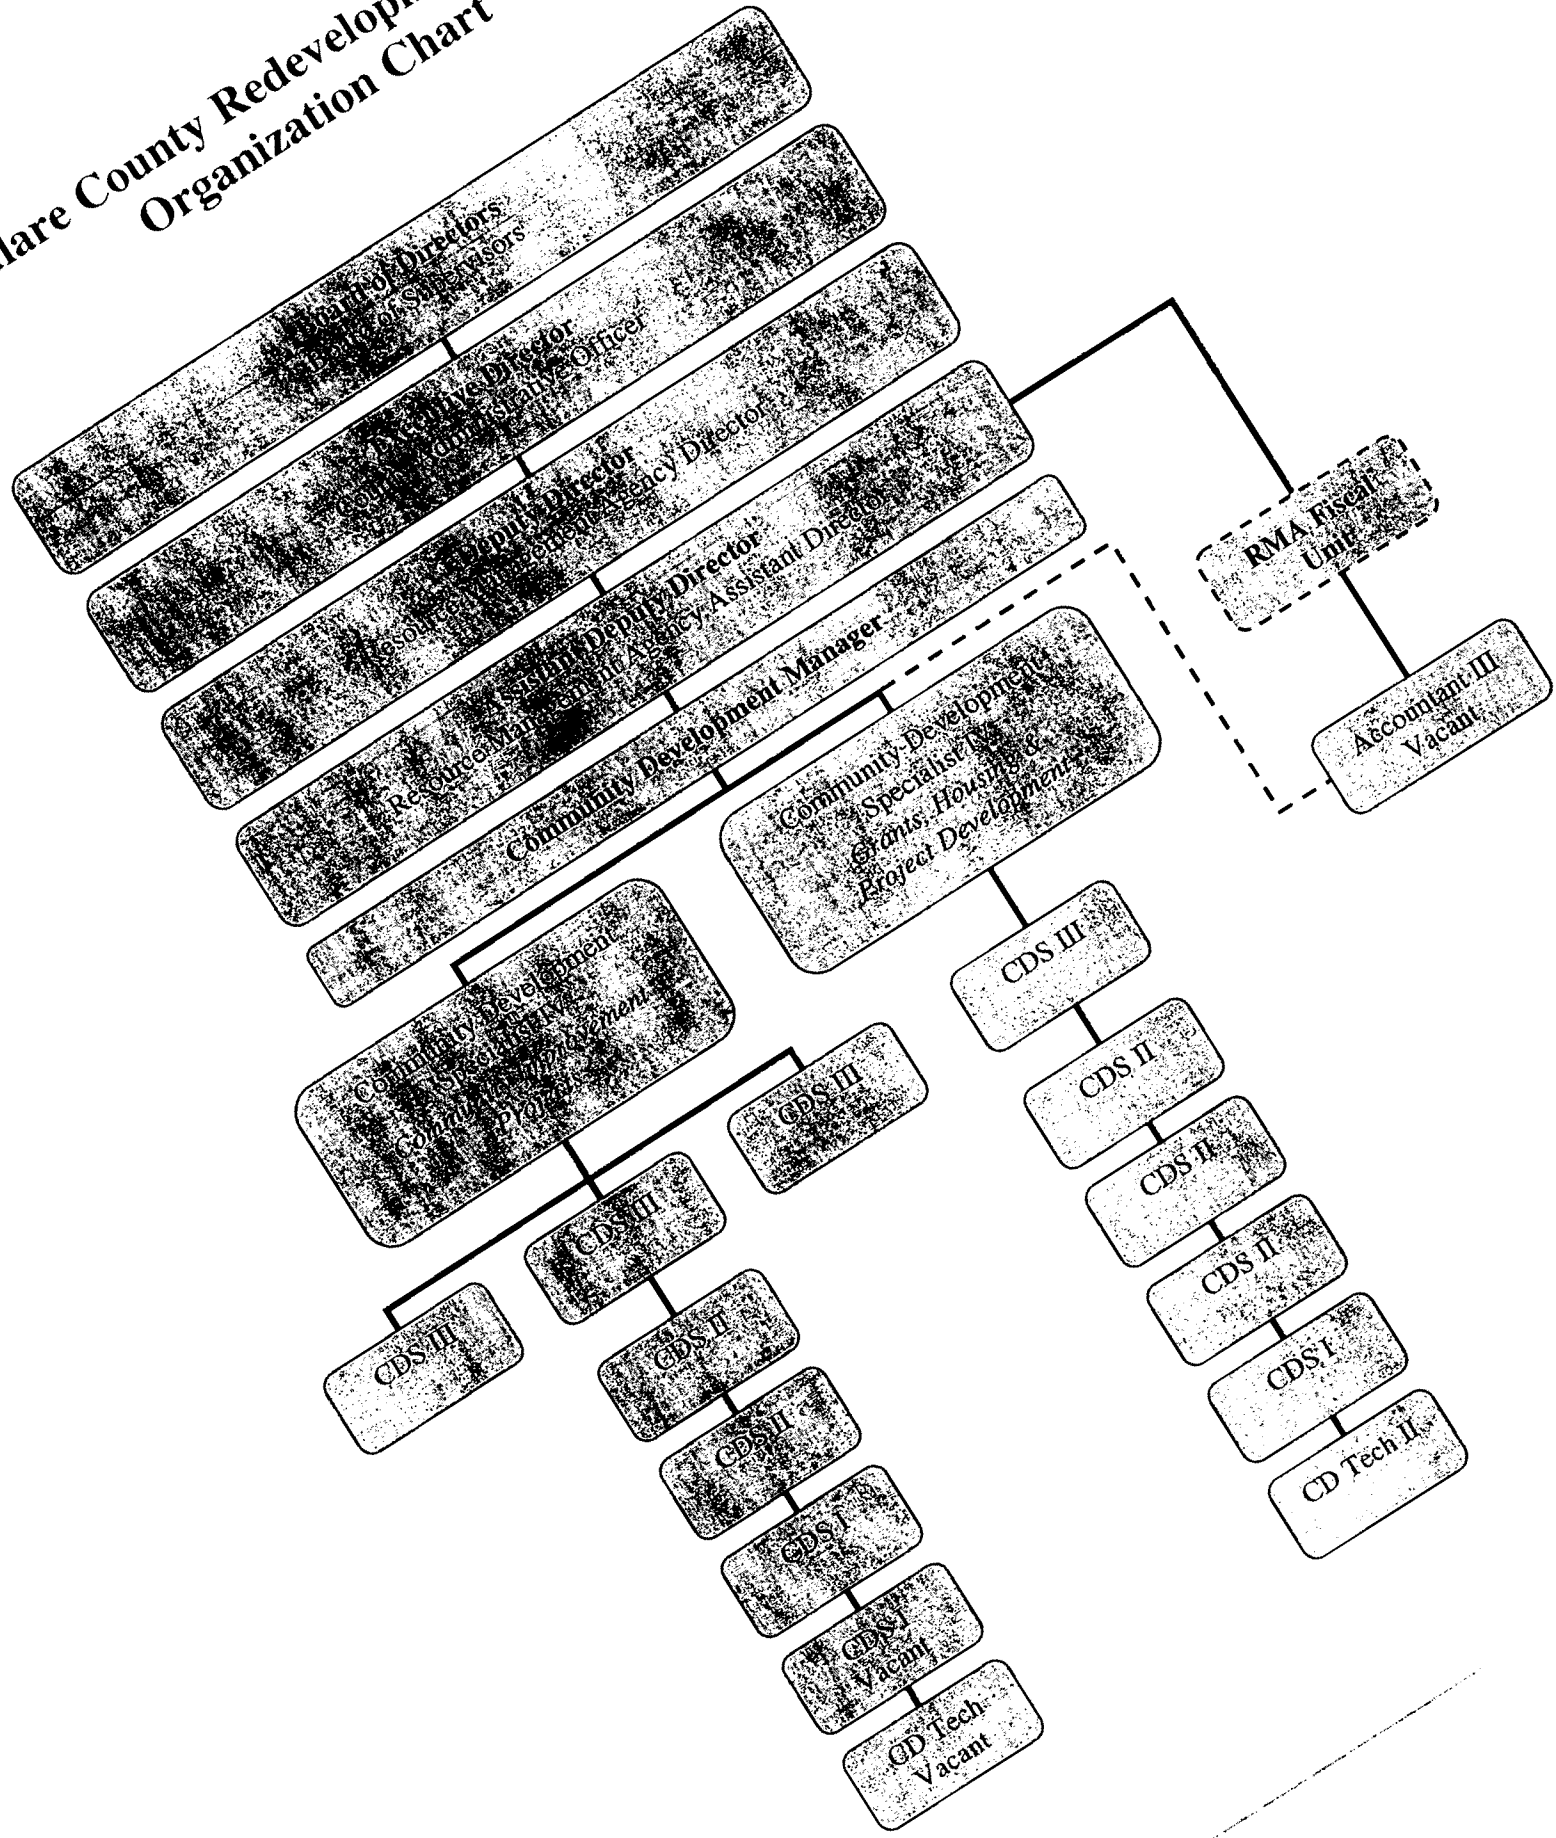 lare County Redevelop
Organization Chart
Board of Directors
Board of Supervisors
Executive Director
County Administrative Officer
Deputy Director
Resource Management Agency Director
Assistant Deputy Director
Resource Management Agency Assistant Director
Community Development Manager
RMA Fiscal
Unit
Accountant III
Vacant
Community Development
Specialist IV
Grants, Housing &
Project Development
Community Development
Specialist IV
Community Improvement
Projects
CDS III
CDS II
CDS II
CDS II
CDS I
CD Tech II
CDS III
CDS III
CDS III
CDS II
CDS II
CDS I
CDS I
Vacant
CD Tech
Vacant